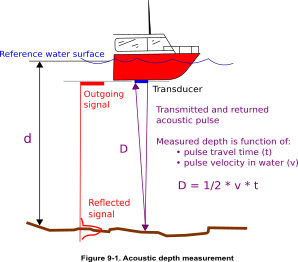 Reference water surface
Transducer
Outgoing
signal
Transmitted and returned
acoustic pulse
d
D
Measured depth is function of:
• pulse travel time (t)
• pulse velocity in water (v)
D = 1/2 * v * t
Reflected
signal
Figure 9-1. Acoustic depth measurement